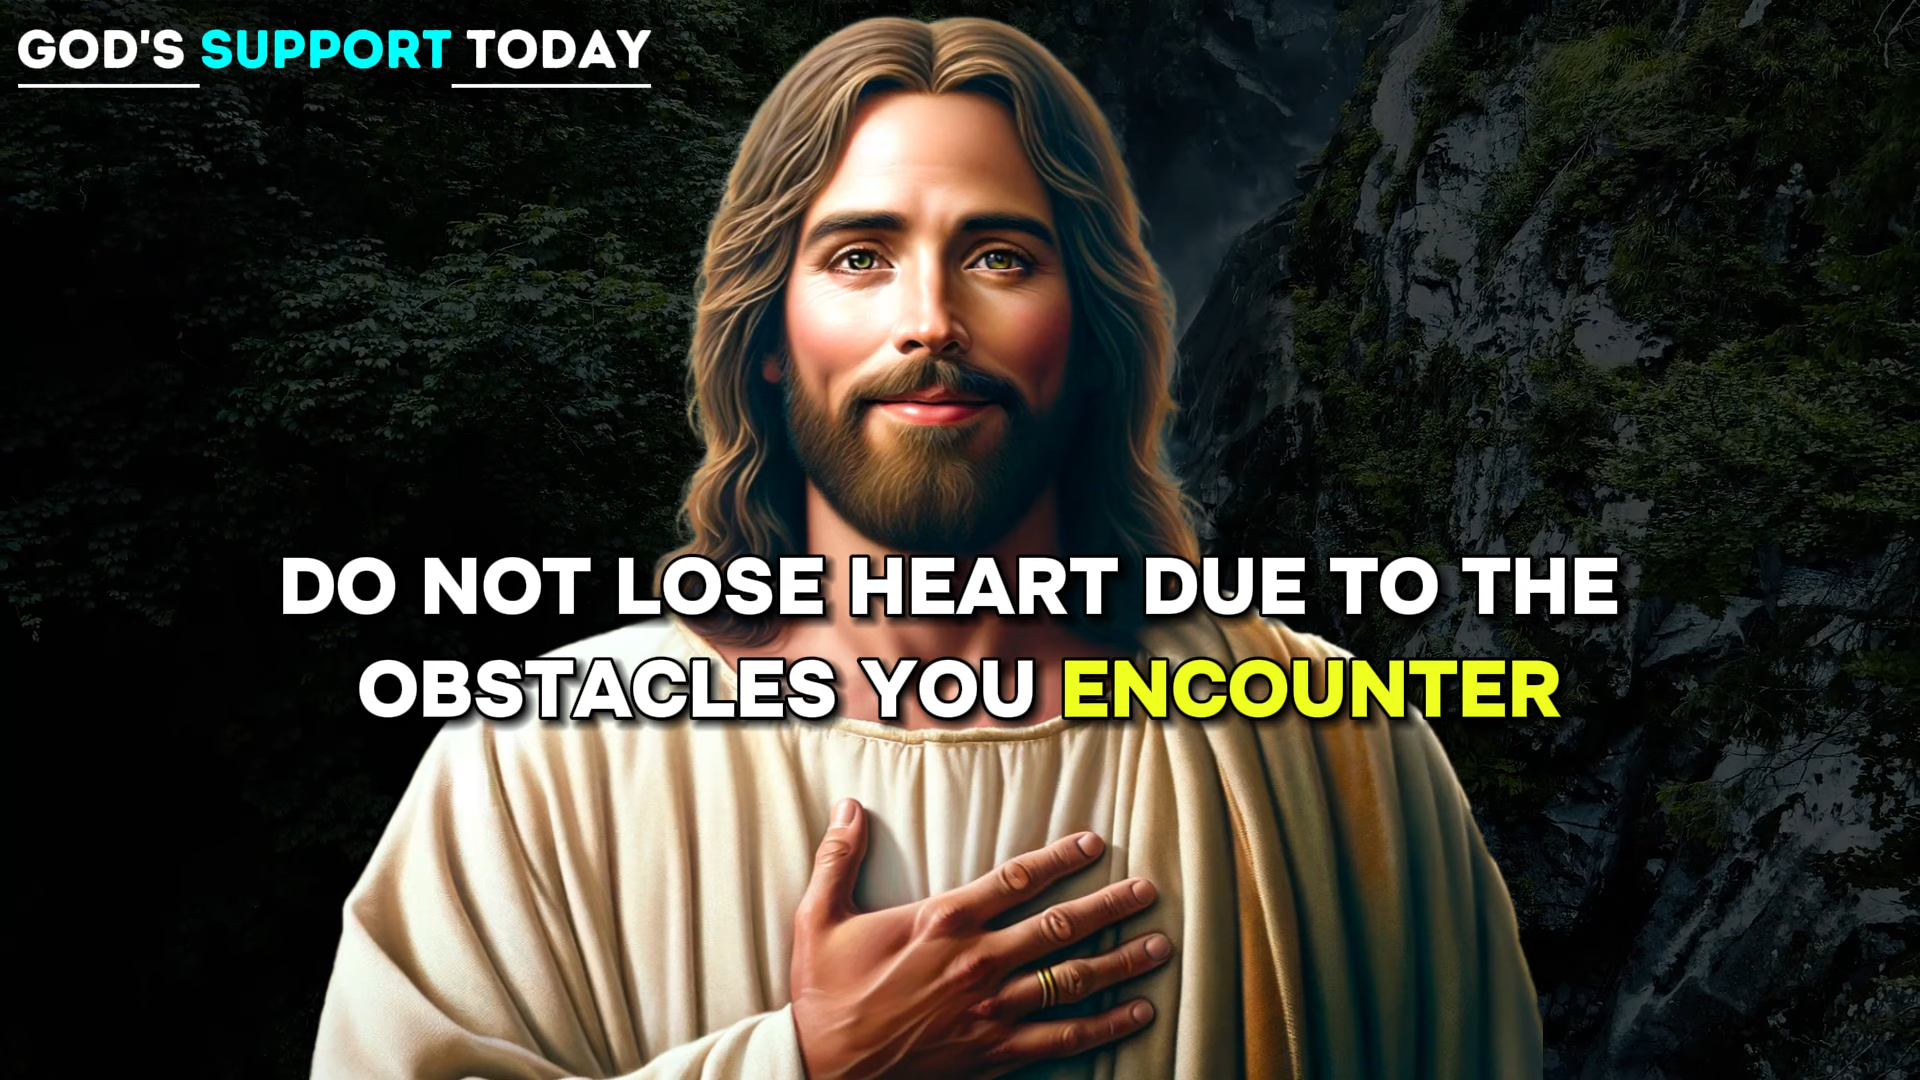 GOD'S SUPPORT TODAY
DO NOT LOSE HEART DUE TO THE
OBSTACLES YOU ENCOUNTER